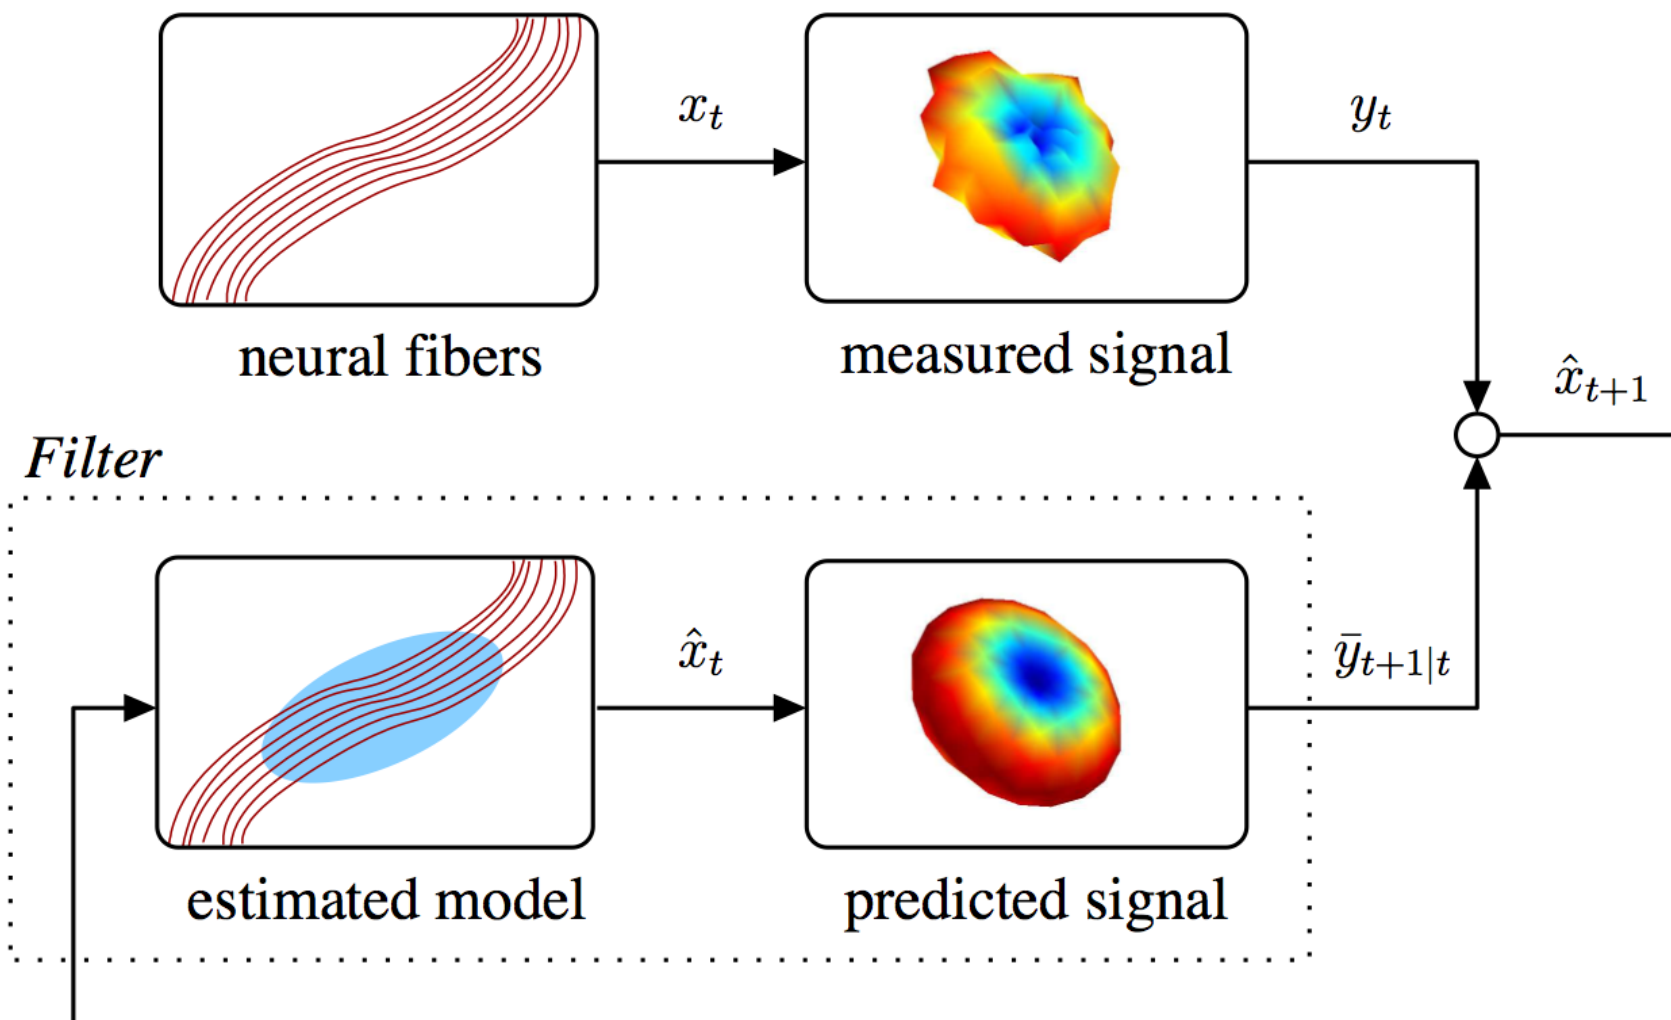 x_t
y_t
neural fibers
measured signal
x̂_{t+1}
Filter
x̂_t
ȳ_{t+1|t}
estimated model
predicted signal